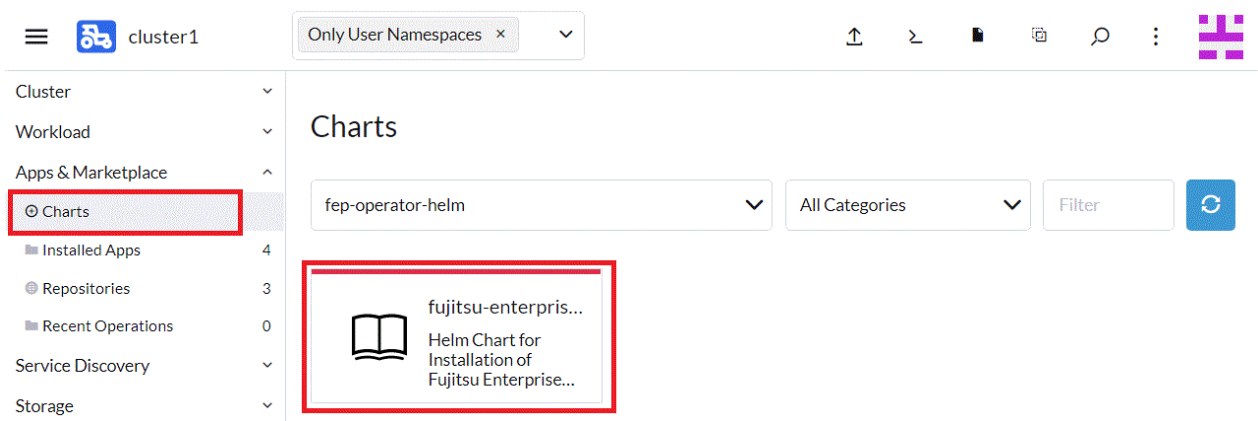 cluster1
Only User Namespaces ×
Cluster
Workload
Apps & Marketplace
Charts
Installed Apps 4
Repositories 3
Recent Operations 0
Service Discovery
Storage
Charts
fep-operator-helm
All Categories
Filter
fujitsu-enterpris...
Helm Chart for
Installation of
Fujitsu Enterprise...